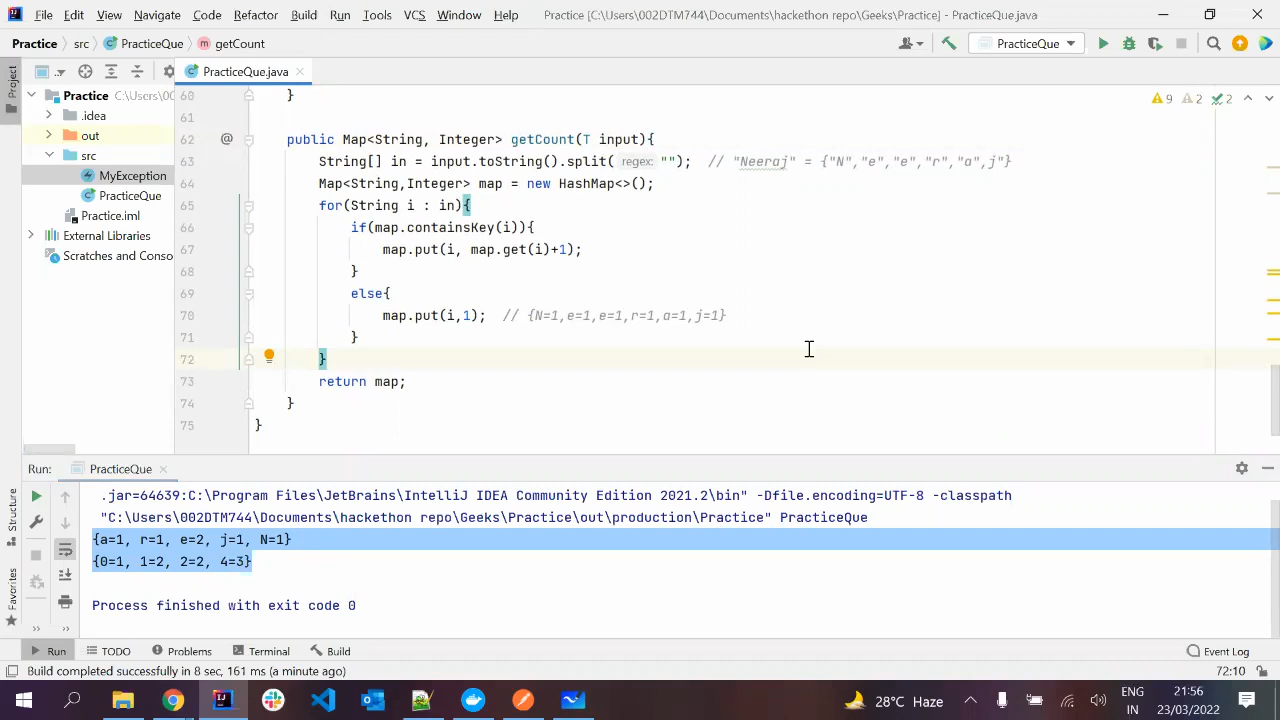 File Edit View Navigate Code Refactor Build Run Tools VCS Window Help Practice [C:\Users\002DTM744\Documents\hackethon repo\Geeks\Practice] - PracticeQue.java
Practice src PracticeQue getCount PracticeQue
Project
PracticeQue.java
Practice C:\Users\00
.idea
out
src
MyException
PracticeQue
Practice.iml
External Libraries
Scratches and Conso
9 2 2
60 }
61
62 @ public Map<String, Integer> getCount(T input){
63 String[] in = input.toString().split( regex: ""); // "Neeraj" = {"N","e","e","r","a",j"}
64 Map<String,Integer> map = new HashMap<>();
65 for(String i : in){
66 if(map.containsKey(i)){
67 map.put(i, map.get(i)+1);
68 }
69 else{
70 map.put(i,1); // {N=1,e=1,e=1,r=1,a=1,j=1}
71 }
72 }
73 return map;
74 }
75 }
Run: PracticeQue
.jar=64639:C:\Program Files\JetBrains\IntelliJ IDEA Community Edition 2021.2\bin" -Dfile.encoding=UTF-8 -classpath
"C:\Users\002DTM744\Documents\hackethon repo\Geeks\Practice\out\production\Practice" PracticeQue
{a=1, r=1, e=2, j=1, N=1}
{0=1, 1=2, 2=2, 4=3}
Process finished with exit code 0
Structure
Favorites
Run TODO Problems Terminal Build Event Log
Build completed successfully in 8 sec, 161 ms (a minute ago) 72:10
28°C Haze ENG 21:56
IN 23/03/2022